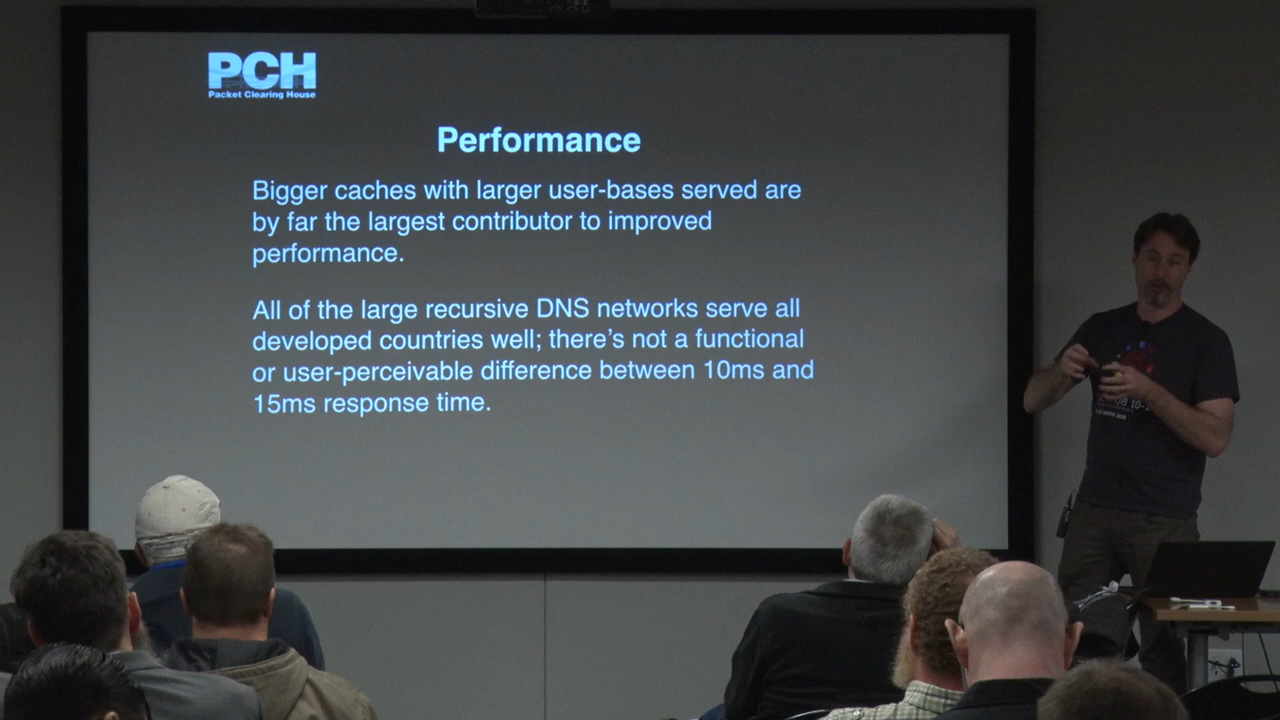 PCH
Packet Clearing House
Performance
Bigger caches with larger user-bases served are
by far the largest contributor to improved
performance.
All of the large recursive DNS networks serve all
developed countries well; there's not a functional
or user-perceivable difference between 10ms and
15ms response time.